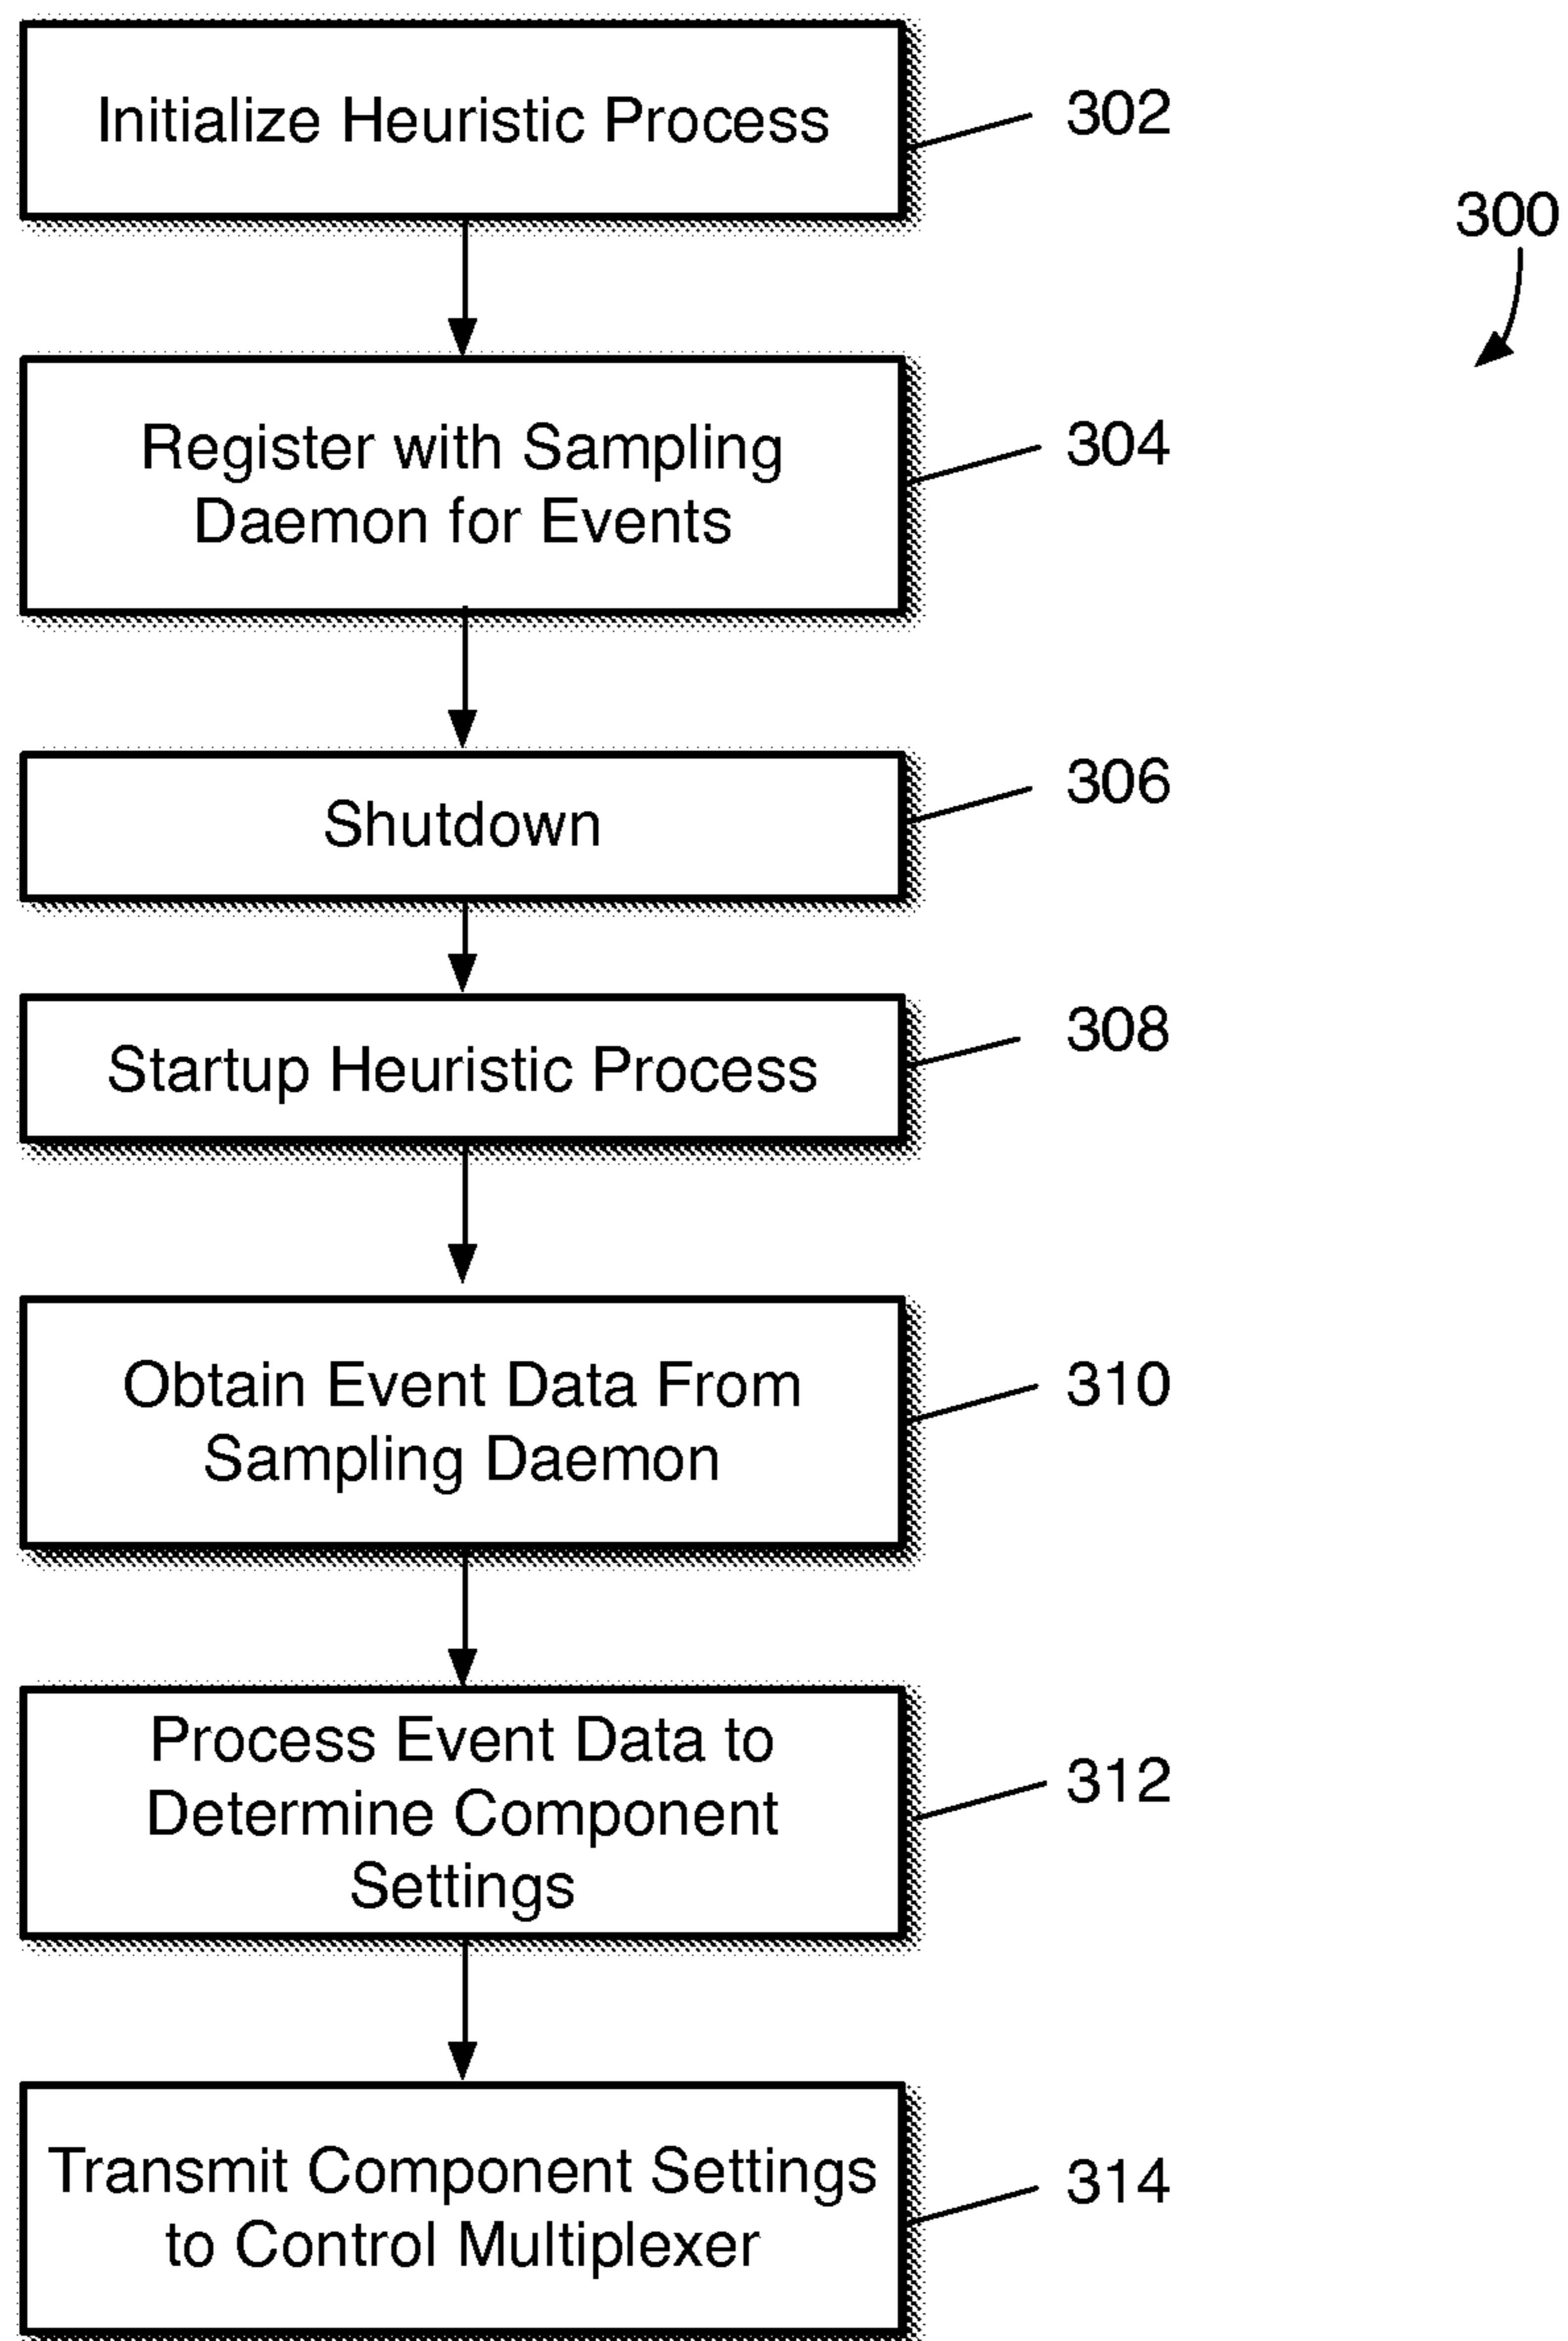 Initialize Heuristic Process
302
300
Register with Sampling
Daemon for Events
304
Shutdown
306
Startup Heuristic Process
308
Obtain Event Data From
Sampling Daemon
310
Process Event Data to
Determine Component
Settings
312
Transmit Component Settings
to Control Multiplexer
314